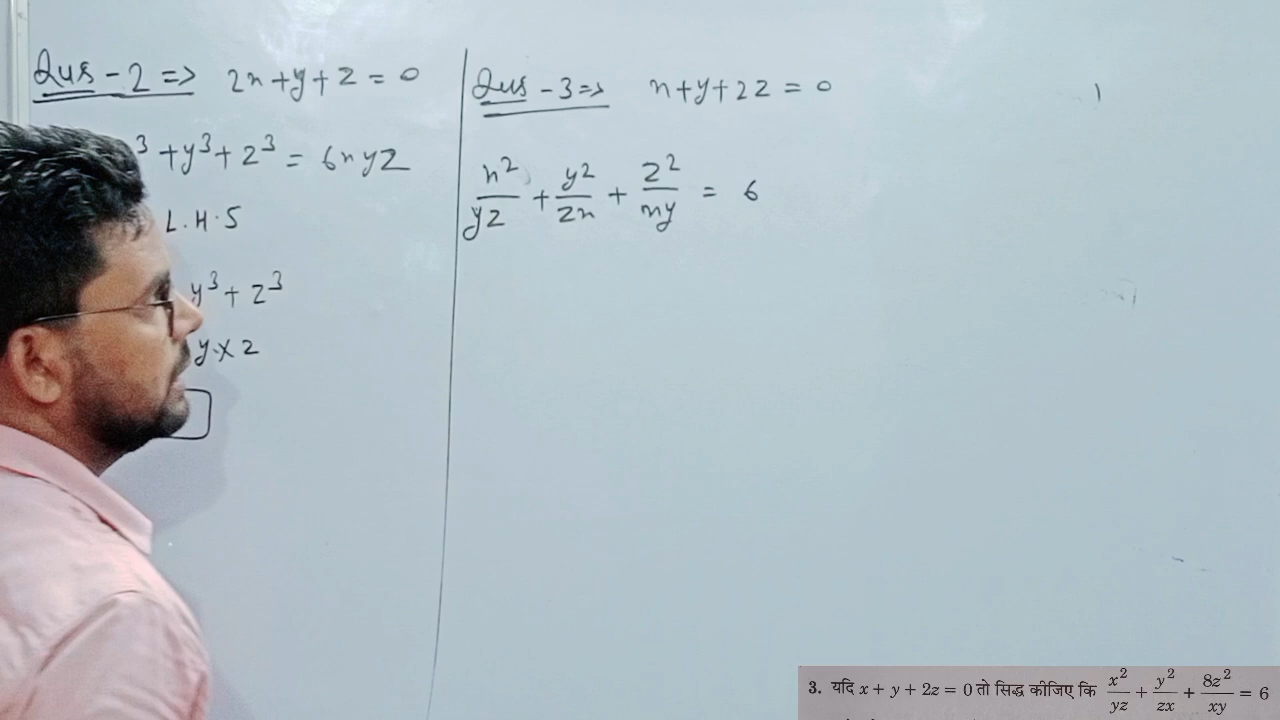 Qus - 2 => 2x + y + z = 0
³ + y³ + z³ = 6xyz
L.H.S
y³ + z³
y × z
Qus - 3 => x + y + 2z = 0
x²/yz + y²/zx + z²/xy = 6
3. यदि x + y + 2z = 0 तो सिद्ध कीजिए कि x²/yz + y²/zx + 8z²/xy = 6